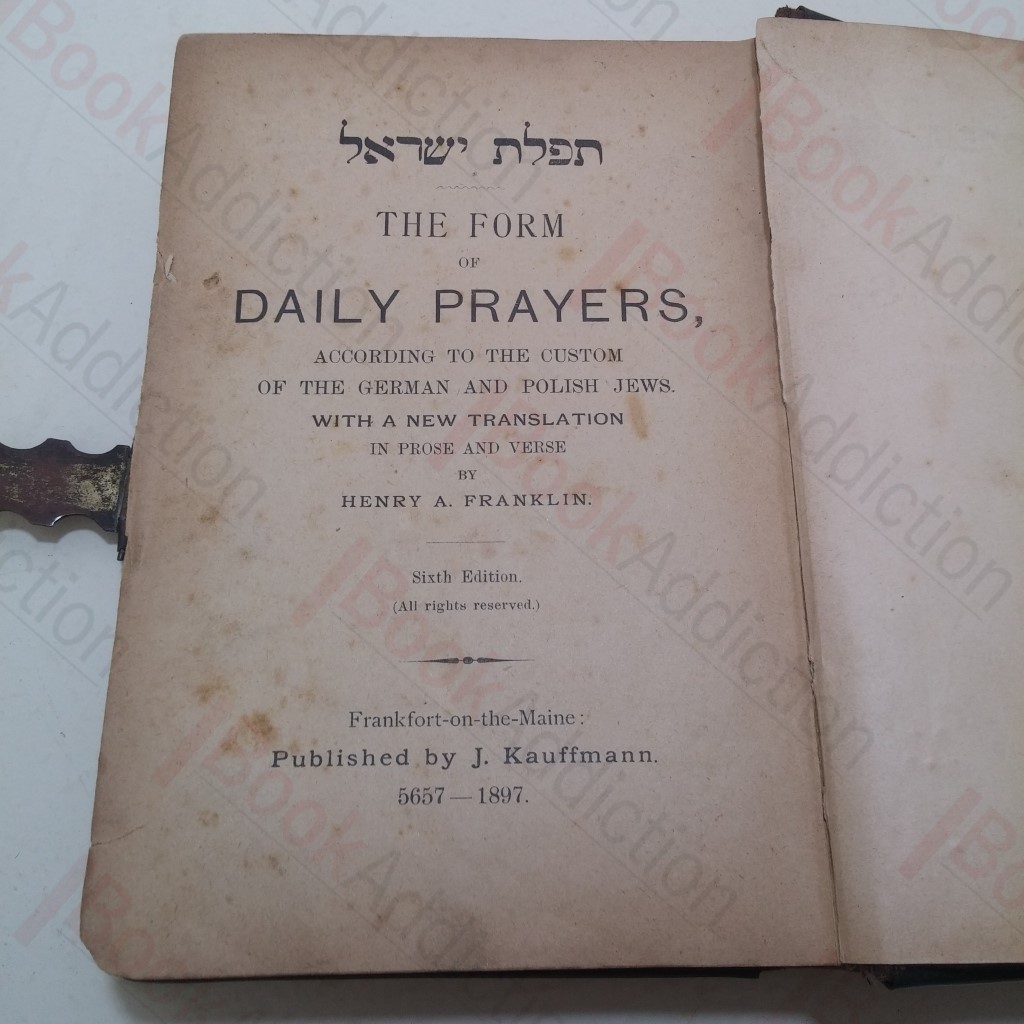 תפלת ישראל
THE FORM
OF
DAILY PRAYERS,
ACCORDING TO THE CUSTOM
OF THE GERMAN AND POLISH JEWS.
WITH A NEW TRANSLATION
IN PROSE AND VERSE
BY
HENRY A. FRANKLIN.
Sixth Edition.
(All rights reserved.)
Frankfort-on-the-Maine:
Published by J. Kauffmann.
5657 — 1897.
BookAddiction